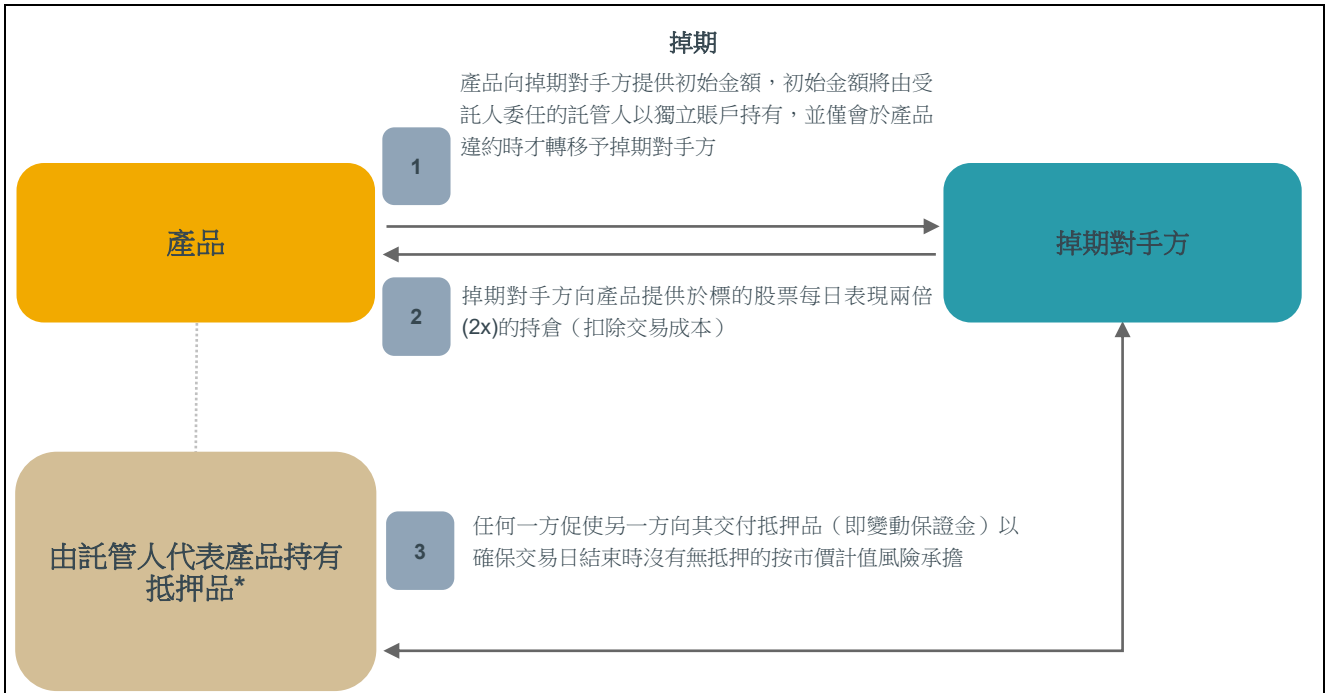 掉期
產品向掉期對手方提供初始金額，初始金額將由受
託人委任的託管人以獨立賬戶持有，並僅會於產品
違約時才轉移予掉期對手方
1
產品
掉期對手方
2
掉期對手方向產品提供於標的股票每日表現兩倍
(2x)的持倉（扣除交易成本）
由託管人代表產品持有
抵押品*
3
任何一方促使另一方向其交付抵押品（即變動保證金）以
確保交易日結束時沒有無抵押的按市價計值風險承擔